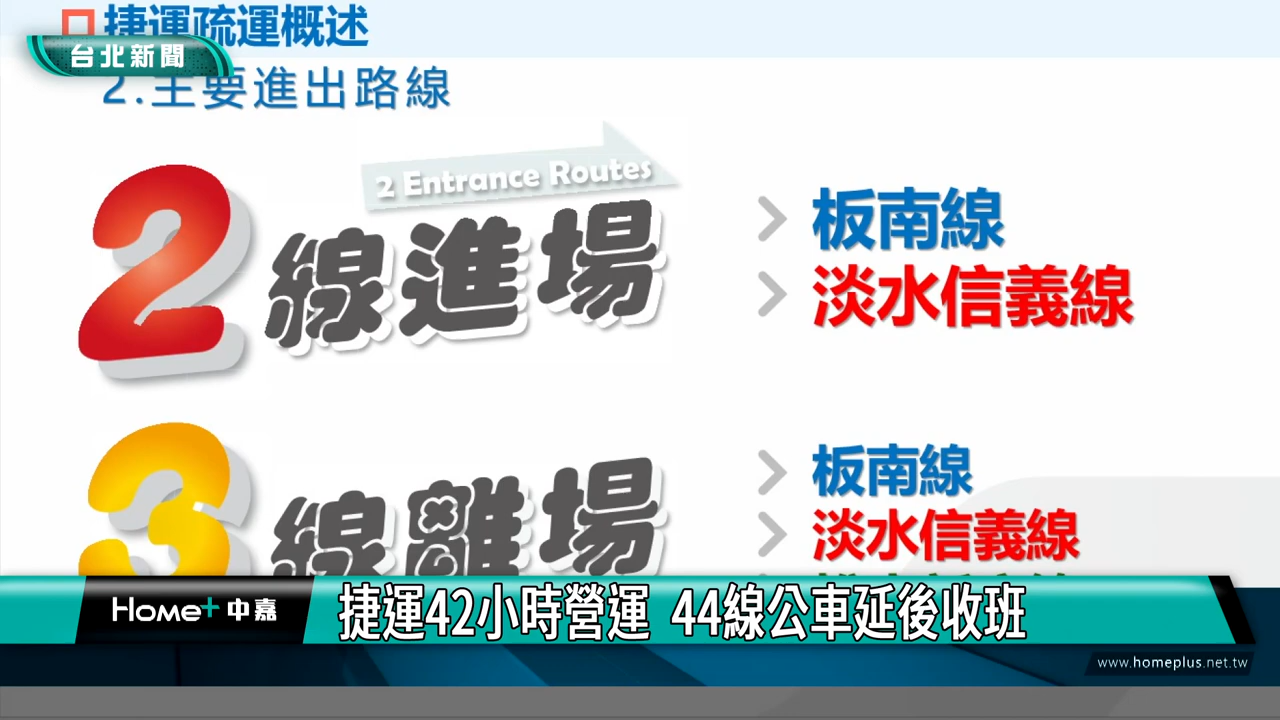 捷運疏運概述
台北新聞
2.主要進出路線
2 Entrance Routes
2線進場
板南線
淡水信義線
3線離場
板南線
淡水信義線
Home+中嘉
捷運42小時營運 44線公車延後收班
www.homeplus.net.tw